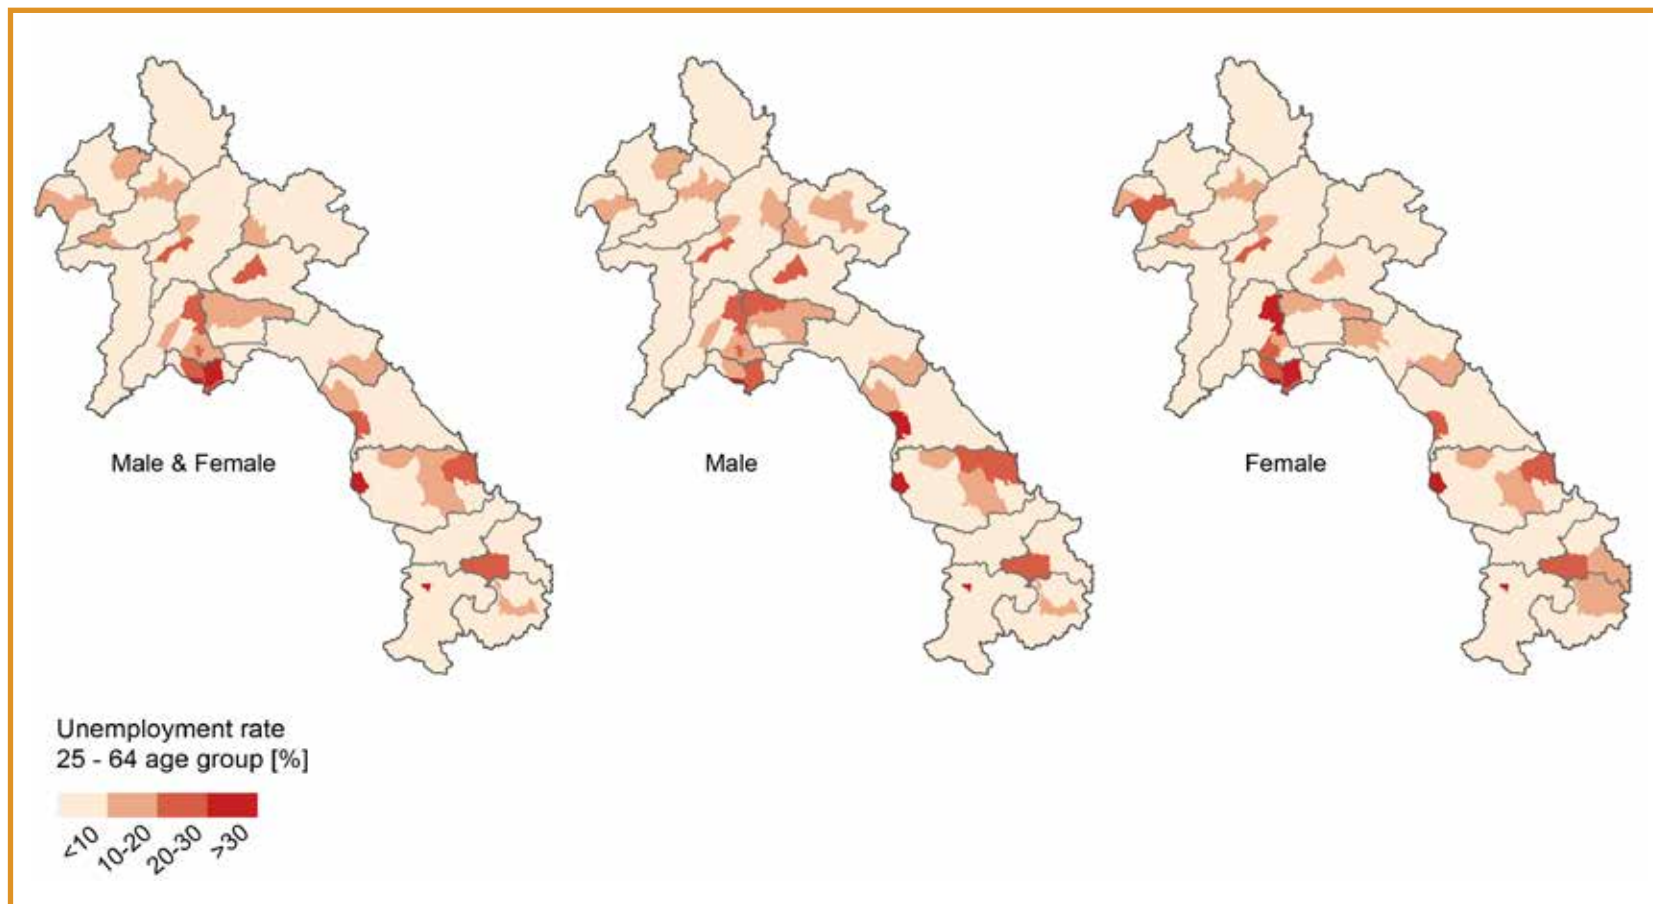 Male & Female
Male
Female
Unemployment rate
25 - 64 age group [%]
<10
10-20
20-30
>30